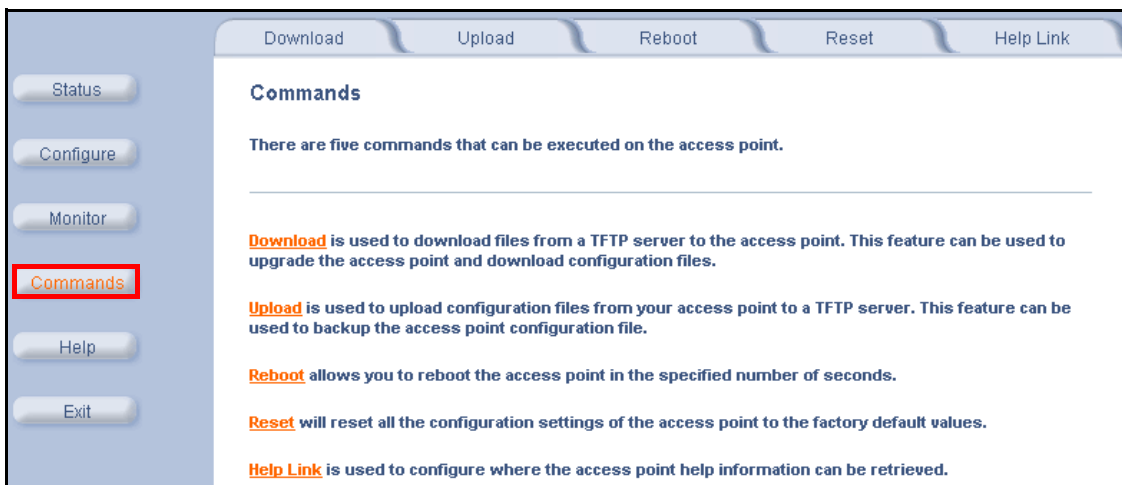 Download
Upload
Reboot
Reset
Help Link
Status
Configure
Monitor
Commands
Help
Exit
Commands
There are five commands that can be executed on the access point.
Download is used to download files from a TFTP server to the access point. This feature can be used to
upgrade the access point and download configuration files.
Upload is used to upload configuration files from your access point to a TFTP server. This feature can be
used to backup the access point configuration file.
Reboot allows you to reboot the access point in the specified number of seconds.
Reset will reset all the configuration settings of the access point to the factory default values.
Help Link is used to configure where the access point help information can be retrieved.